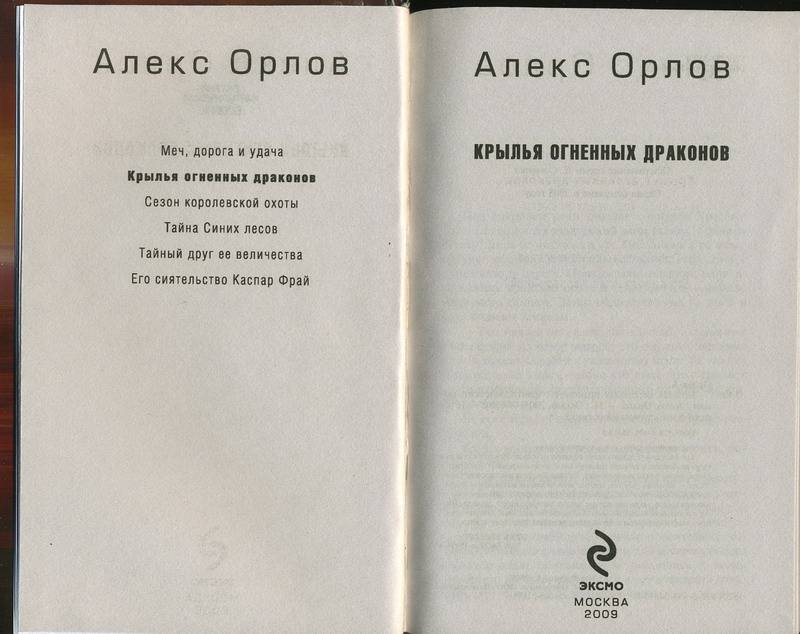 Алекс Орлов
Меч, дорога и удача
Крылья огненных драконов
Сезон королевской охоты
Тайна Синих лесов
Тайный друг ее величества
Его сиятельство Каспар Фрай
Алекс Орлов
КРЫЛЬЯ ОГНЕННЫХ ДРАКОНОВ
ЭКСМО
МОСКВА
2009